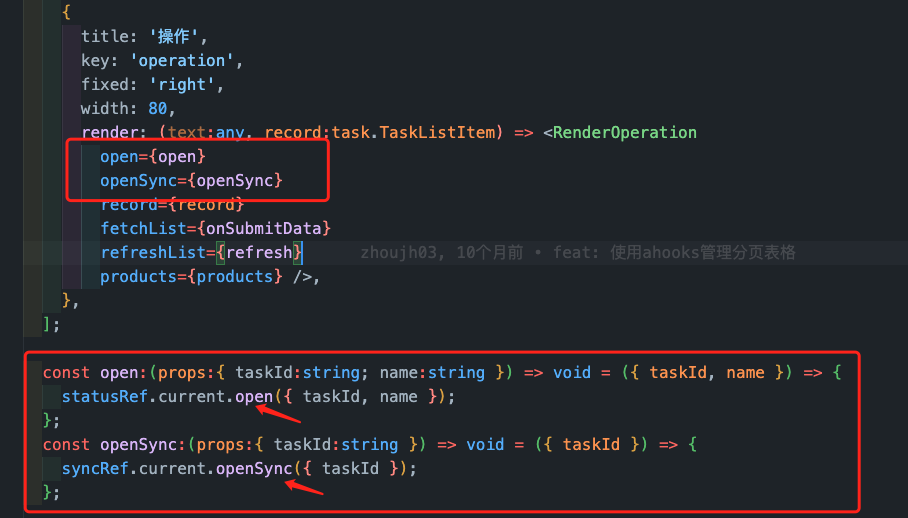 {
title: '操作',
key: 'operation',
fixed: 'right',
width: 80,
render: (text:any, record:task.TaskListItem) => <RenderOperation
open={open}
openSync={openSync}
record={record}
fetchList={onSubmitData}
refreshList={refresh} zhoujh03, 10个月前 • feat: 使用ahooks管理分页表格
products={products} />,
},
];
const open:(props:{ taskId:string; name:string }) => void = ({ taskId, name }) => {
statusRef.current.open({ taskId, name });
};
const openSync:(props:{ taskId:string }) => void = ({ taskId }) => {
syncRef.current.openSync({ taskId });
};